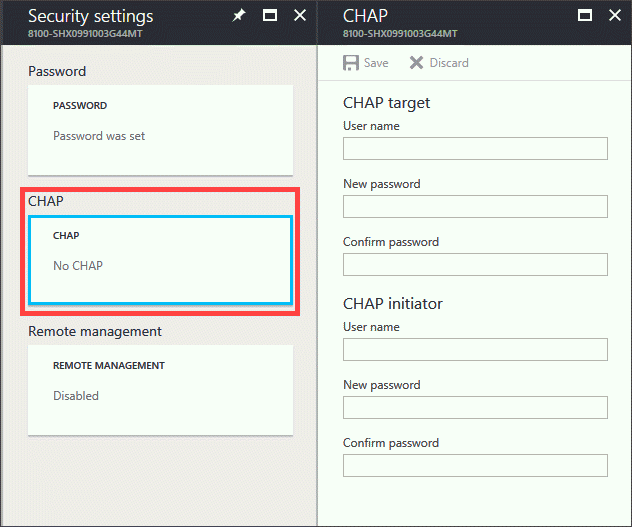 Security settings
8100-SHX0991003G44MT
Password
PASSWORD
Password was set
CHAP
CHAP
No CHAP
Remote management
REMOTE MANAGEMENT
Disabled
CHAP
8100-SHX0991003G44MT
Save Discard
CHAP target
User name
New password
Confirm password
CHAP initiator
User name
New password
Confirm password